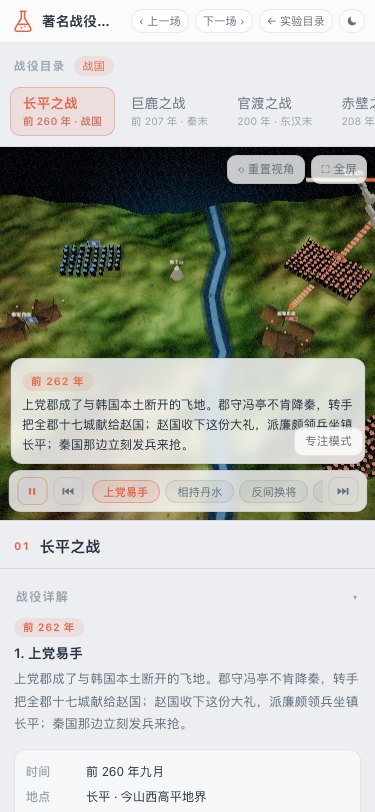 著名战役...
‹ 上一场
下一场 ›
← 实验目录
战役目录
战国
长平之战
前 260 年 · 战国
巨鹿之战
前 207 年 · 秦末
官渡之战
200 年 · 东汉末
赤壁之
208 年
重置视角
全屏
前 262 年
上党郡成了与韩国本土断开的飞地。郡守冯亭不肯降秦，转手
把全郡十七城献给赵国；赵国收下这份大礼，派廉颇领兵坐镇
长平；秦国那边立刻发兵来抢。
专注模式
上党易手
相持丹水
反间换将
01 长平之战
战役详解
前 262 年
1. 上党易手
上党郡成了与韩国本土断开的飞地。郡守冯亭不肯降秦，转手
把全郡十七城献给赵国；赵国收下这份大礼，派廉颇领兵坐镇
长平；秦国那边立刻发兵来抢。
时间 前 260 年九月
地点 长平 · 今山西高平地界